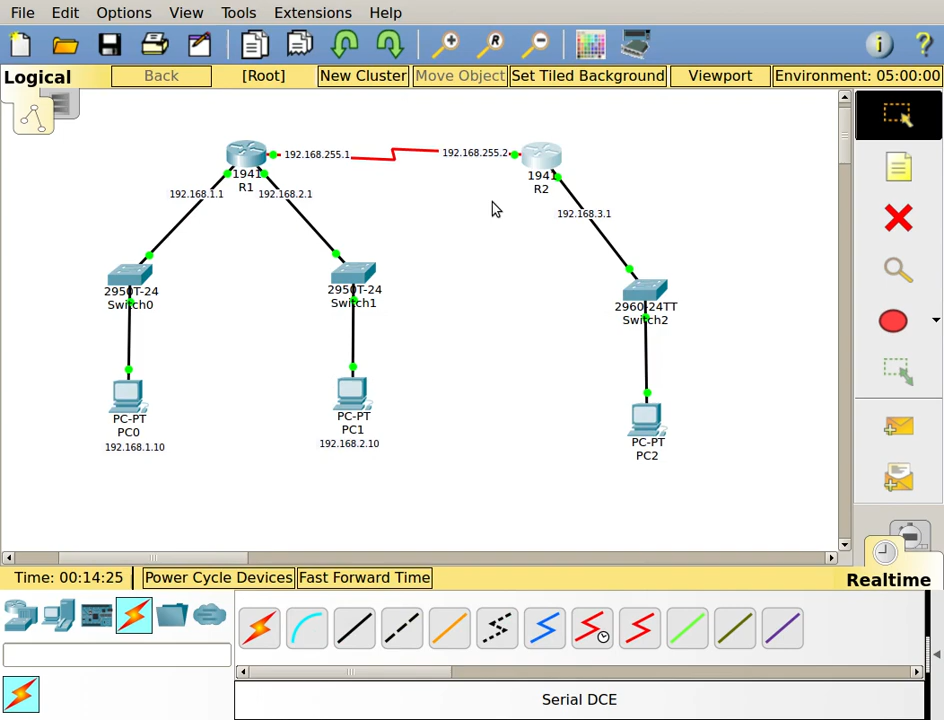 File Edit Options View Tools Extensions Help
Logical Back [Root] New Cluster Move Object Set Tiled Background Viewport Environment: 05:00:00
192.168.255.1 192.168.255.2
1941 1941
R1 R2
192.168.1.1 192.168.2.1
192.168.3.1
2950T-24 2950T-24
Switch0 Switch1
2960-24TT
Switch2
PC-PT PC-PT
PC0 PC1
192.168.1.10 192.168.2.10
PC-PT
PC2
Time: 00:14:25 Power Cycle Devices Fast Forward Time Realtime
Serial DCE